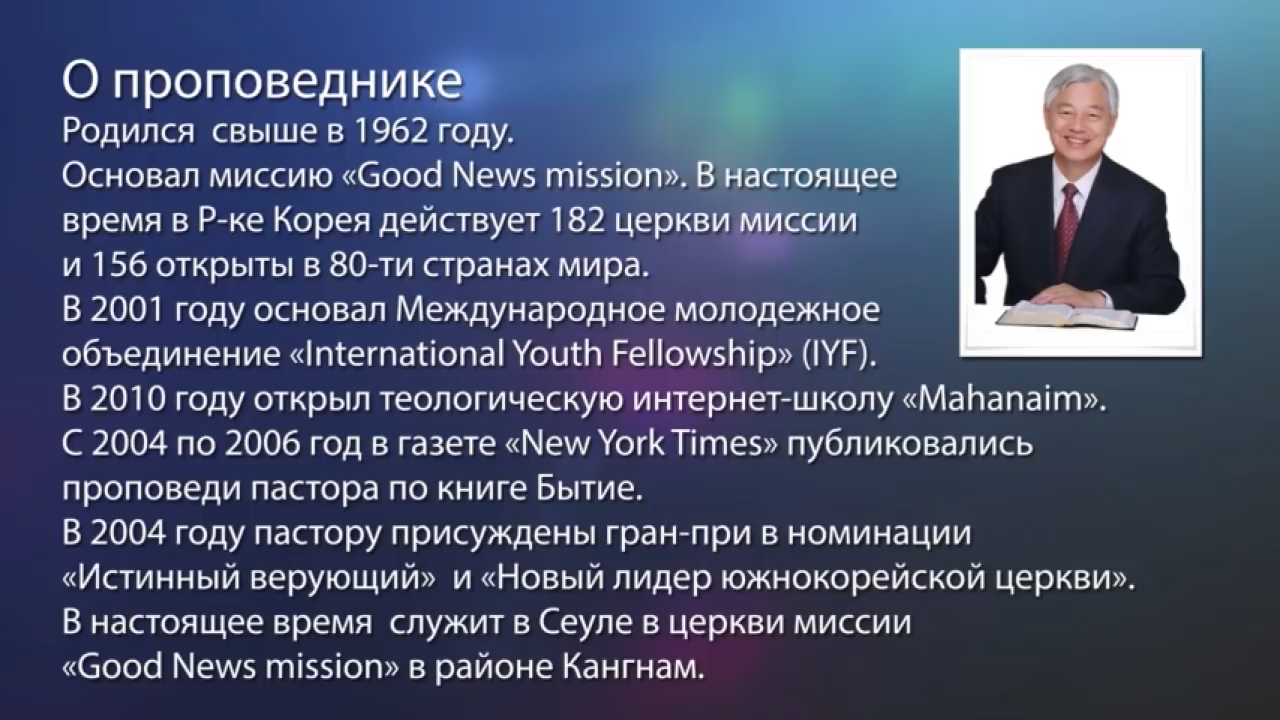 О проповеднике
Родился свыше в 1962 году.
Основал миссию «Good News mission». В настоящее
время в Р-ке Корея действует 182 церкви миссии
и 156 открыты в 80-ти странах мира.
В 2001 году основал Международное молодежное
объединение «International Youth Fellowship» (IYF).
В 2010 году открыл теологическую интернет-школу «Mahanaim».
С 2004 по 2006 год в газете «New York Times» публиковались
проповеди пастора по книге Бытие.
В 2004 году пастору присуждены гран-при в номинации
«Истинный верующий» и «Новый лидер южнокорейской церкви».
В настоящее время служит в Сеуле в церкви миссии
«Good News mission» в районе Кангнам.